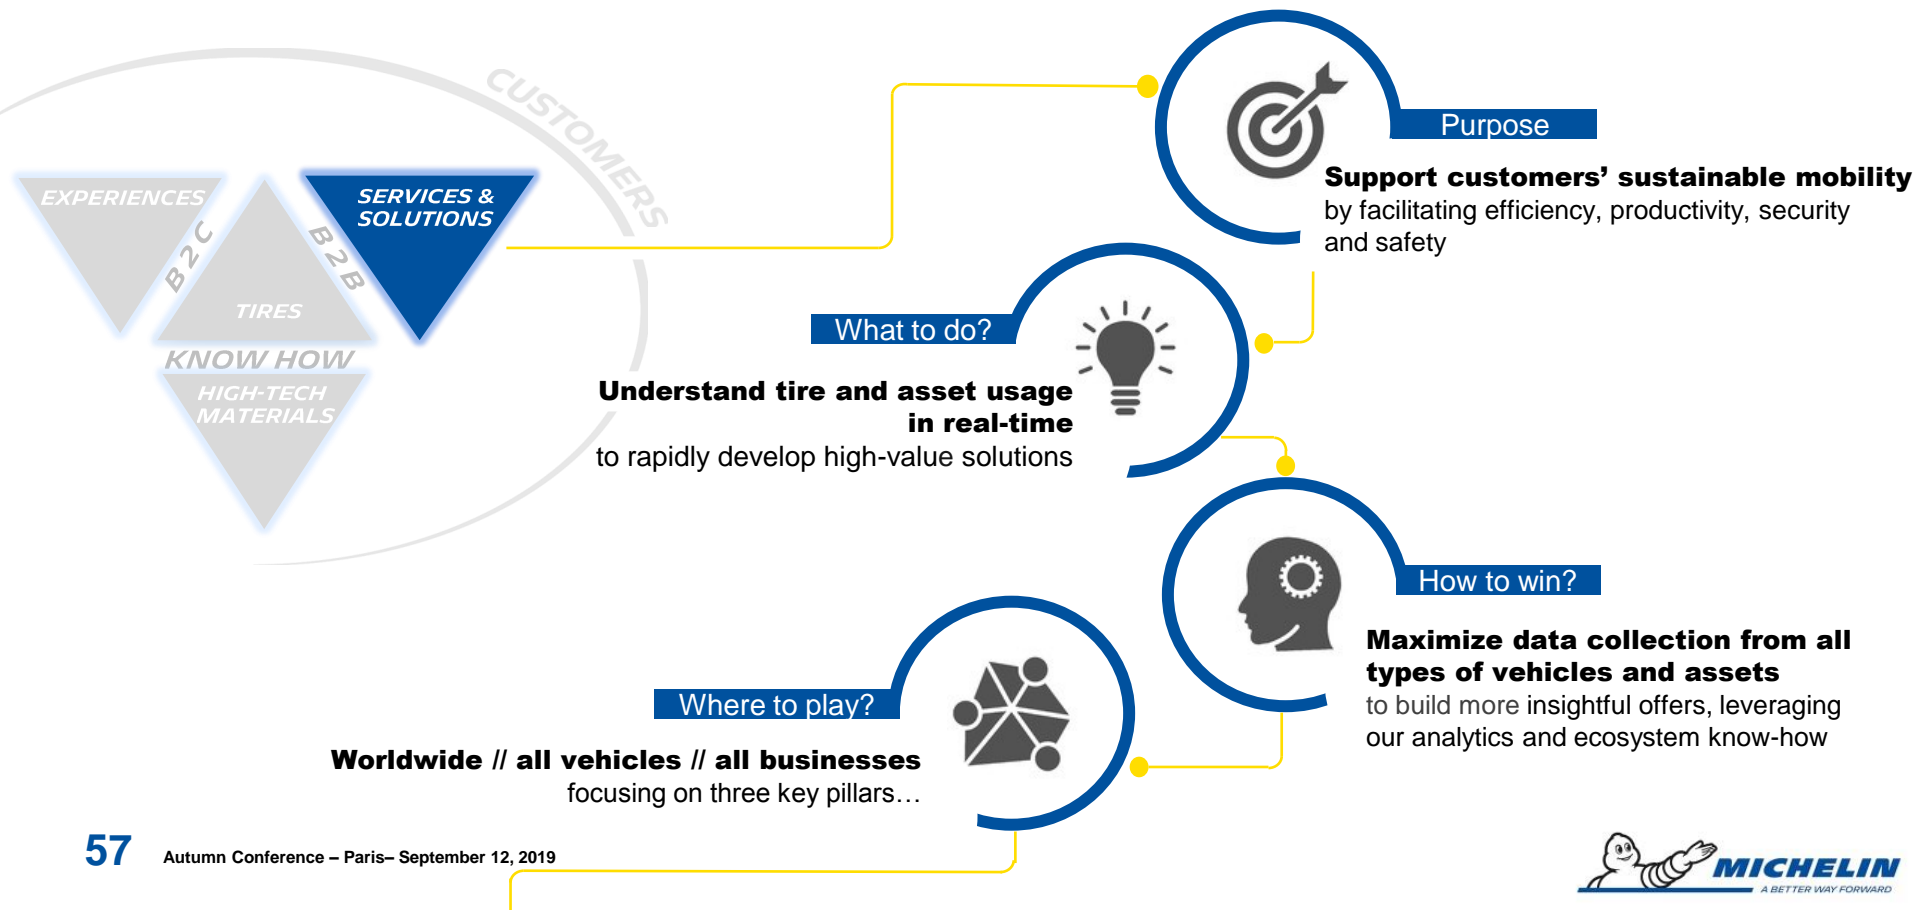 CUSTOMERS
EXPERIENCES
B2C
TIRES
B2B
SERVICES &
SOLUTIONS
KNOW HOW
HIGH-TECH
MATERIALS
Purpose
Support customers’ sustainable mobility
by facilitating efficiency, productivity, security
and safety
What to do?
Understand tire and asset usage
in real-time
to rapidly develop high-value solutions
How to win?
Maximize data collection from all
types of vehicles and assets
to build more insightful offers, leveraging
our analytics and ecosystem know-how
Where to play?
Worldwide // all vehicles // all businesses
focusing on three key pillars…
57
Autumn Conference – Paris– September 12, 2019
MICHELIN
A BETTER WAY FORWARD